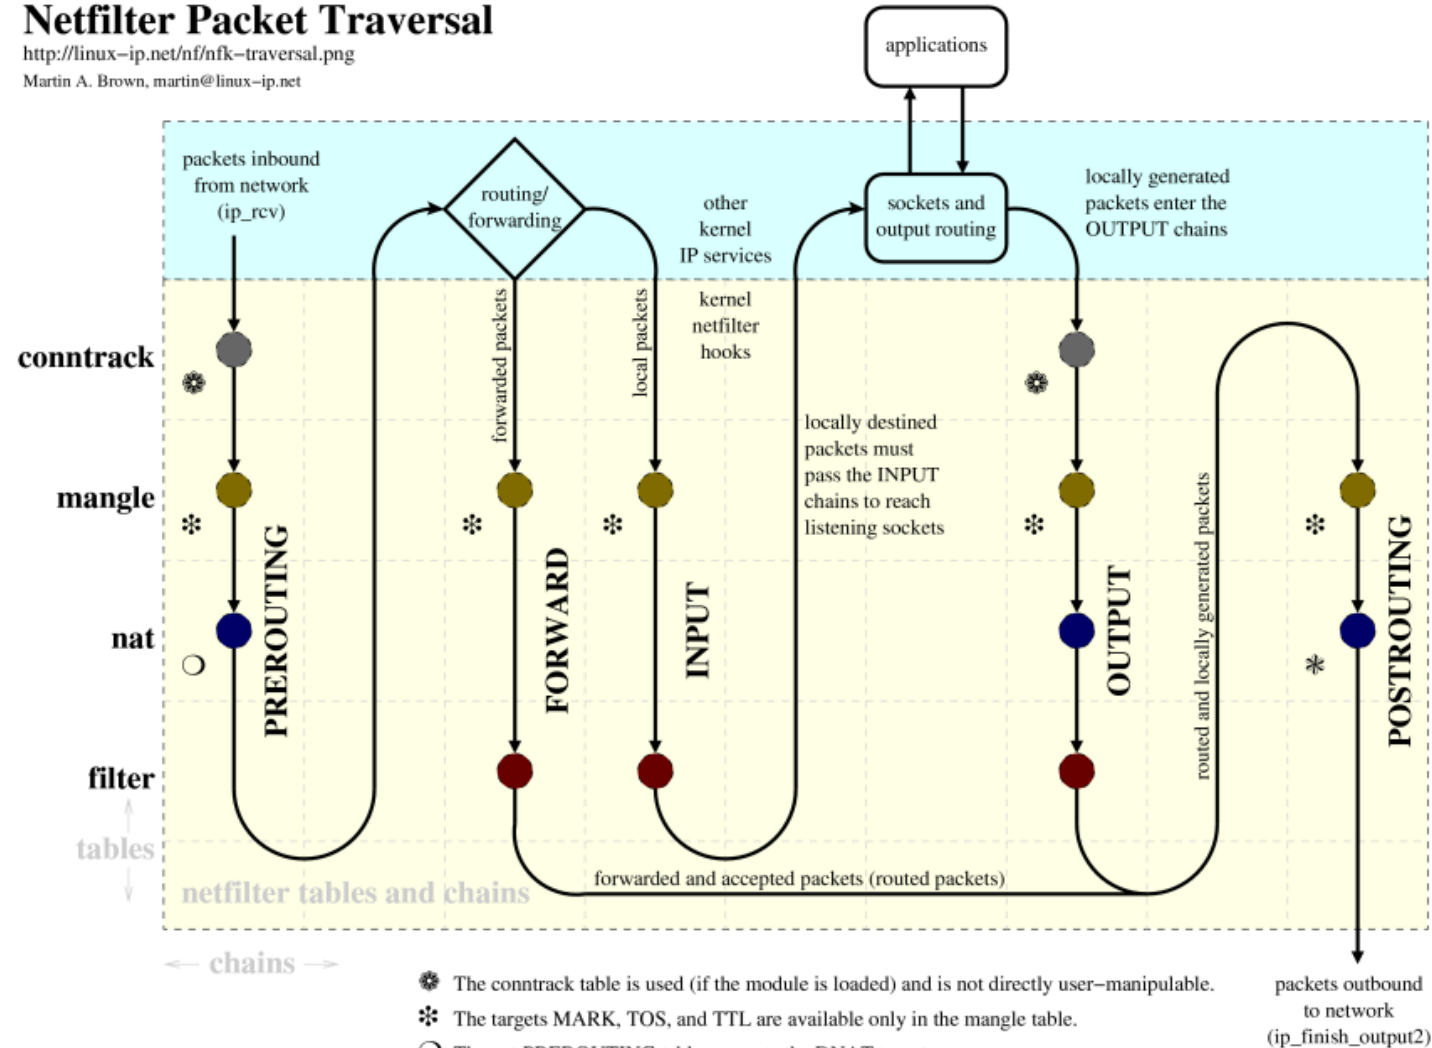 Netfilter Packet Traversal
http://linux-ip.net/nf/nfk-traversal.png
Martin A. Brown, martin@linux-ip.net
applications
packets inbound
from network
(ip_rcv)
routing/
forwarding
other
kernel
IP services
sockets and
output routing
locally generated
packets enter the
OUTPUT chains
kernel
netfilter
hooks
forwarded packets
local packets
locally destined
packets must
pass the INPUT
chains to reach
listening sockets
routed and locally generated packets
conntrack
mangle
nat
filter
tables
PREROUTING
FORWARD
INPUT
OUTPUT
POSTROUTING
forwarded and accepted packets (routed packets)
netfilter tables and chains
chains
The conntrack table is used (if the module is loaded) and is not directly user-manipulable.
The targets MARK, TOS, and TTL are available only in the mangle table.
packets outbound
to network
(ip_finish_output2)